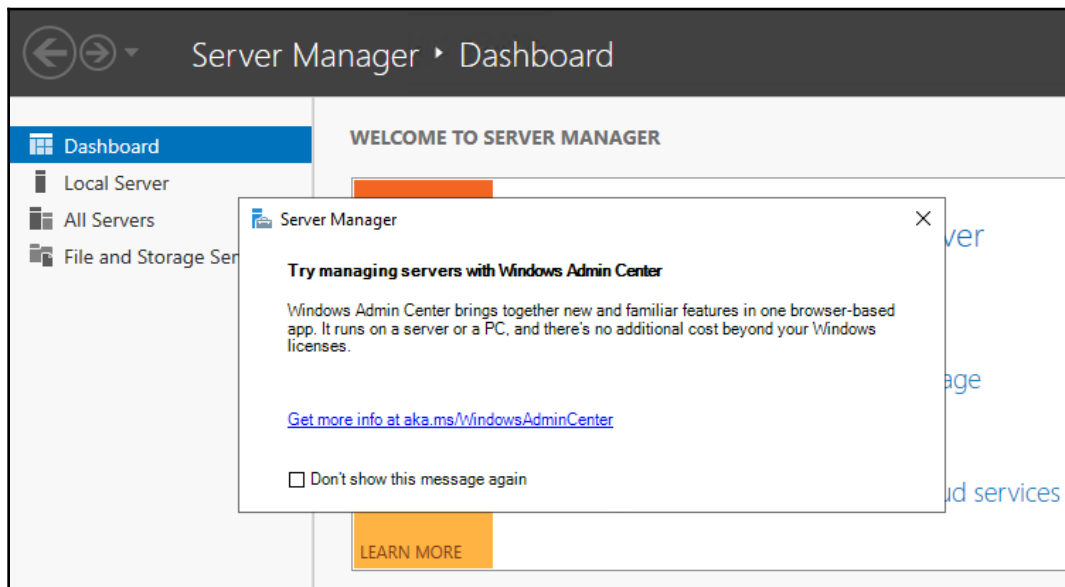 Server Manager ‣ Dashboard
WELCOME TO SERVER MANAGER
Dashboard
Local Server
All Servers
File and Storage Ser
Server Manager
Try managing servers with Windows Admin Center
Windows Admin Center brings together new and familiar features in one browser-based
app. It runs on a server or a PC, and there's no additional cost beyond your Windows
licenses.
Get more info at aka.ms/WindowsAdminCenter
Don't show this message again
ver
age
ud services
LEARN MORE